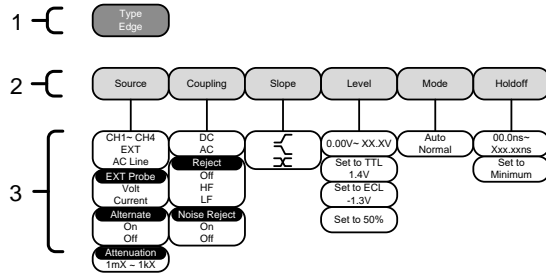 1
Type
Edge
2
Source
Coupling
Slope
Level
Mode
Holdoff
3
CH1~ CH4
EXT
AC Line
EXT Probe
Volt
Current
Alternate
On
Off
Attenuation
1mX ~ 1kX
DC
AC
Reject
Off
HF
LF
Noise Reject
On
Off
0.00V~ XX.XV
Set to TTL
1.4V
Set to ECL
-1.3V
Set to 50%
Auto
Normal
00.0ns~
Xxx.xxns
Set to
Minimum